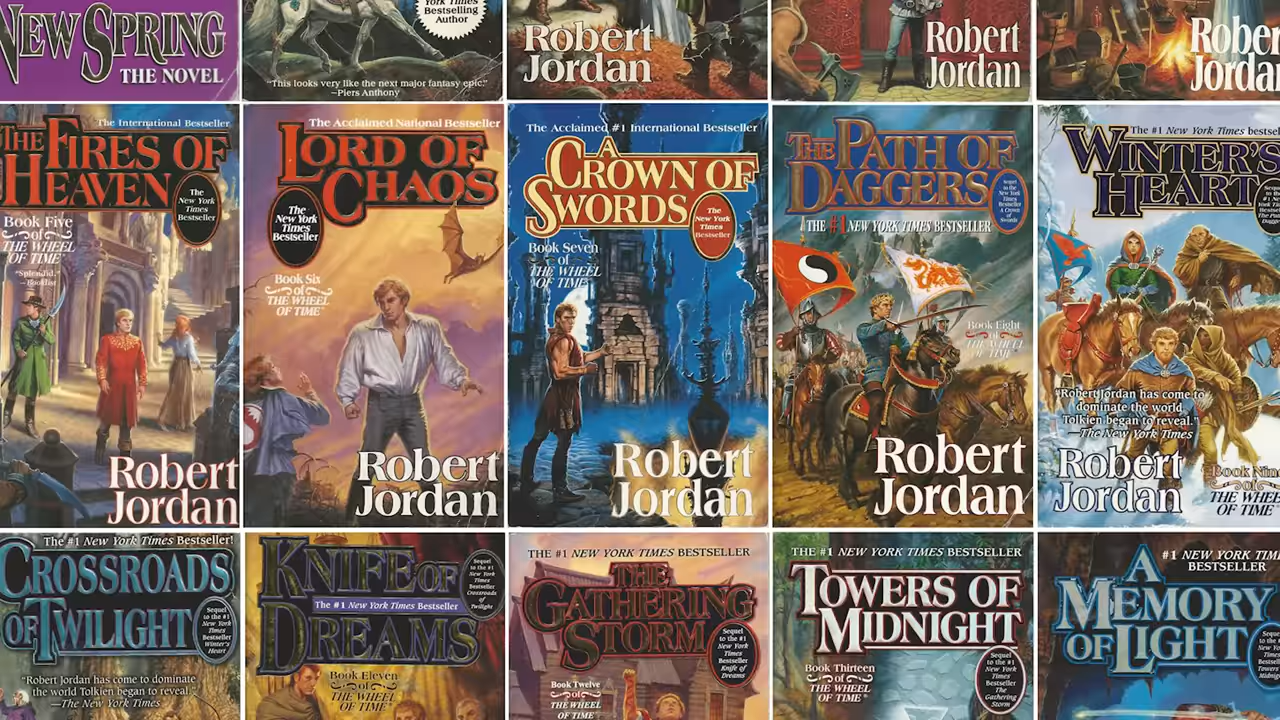 NEW SPRING
THE NOVEL
York Times
Bestselling
Author
"This looks very like the next major fantasy epic."
—Piers Anthony
Robert
Jordan
Robert
Jordan
Rober
Jordan
The International Bestseller
THE FIRES OF
HEAVEN
The
New York
Times
Bestseller
Book Five
of
THE WHEEL
OF TIME
"Splendid."
—Booklist
Robert
Jordan
The Acclaimed National Bestseller
LORD OF
CHAOS
The
New York
Times
Bestseller
Book Six
of
THE WHEEL
OF TIME
Robert
Jordan
The Acclaimed #1 International Bestseller
A
CROWN OF
SWORDS
The
New York
Times
Bestseller
Book Seven
of
THE WHEEL
OF TIME
Robert
Jordan
THE PATH OF
DAGGERS
Sequel
to the
New York
Times
Bestseller
A Crown
of
Swords
THE #1 NEW YORK TIMES BESTSELLER
Book Eight
of
THE WHEEL
OF TIME
Robert
Jordan
The #1 New York Times bestse
WINTER'S
HEART
"Robert Jordan has come to
dominate the world
Tolkien began to reveal."
—The New York Times
Robert
Jordan
Book Nine
of
THE WHEEL
OF TIME
The #1 New York Times Bestseller!
CROSSROADS
OF TWILIGHT
Sequel
to the #1
New York
Times
Bestseller
Winter's
Heart
"Robert Jordan has come to dominate
the world Tolkien began to reveal."
—The New York Times
KNIFE OF
DREAMS
Sequel
to the #1
New York
Times
Bestseller
Crossroads
of
Twilight
The #1 New York Times Bestseller
Book Eleven
of
THE WHEEL
OF TIME
THE #1 NEW YORK TIMES BESTSELLER
THE
GATHERING
STORM
Sequel
to the #1
New York
Times
Bestseller
Knife of
Dreams
Book Twelve
of
THE WHEEL
OF TIME
THE #1 NEW YORK TIMES BESTSELLER
TOWERS OF
MIDNIGHT
Book Thirteen
of
THE WHEEL
OF TIME
Sequel
to the #1
New York
Times
Bestseller
The
Gathering
Storm
#1 NEW YORK TIM
BESTSELLER
A
MEMORY
OF LIGHT